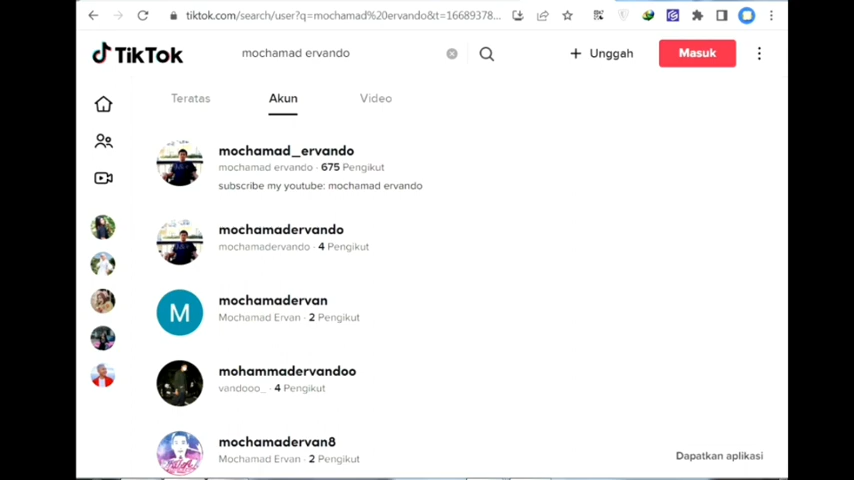 tiktok.com/search/user?q=mochamad%20ervando&t=16689378...
TikTok
mochamad ervando
Unggah
Masuk
Teratas Akun Video
mochamad_ervando
mochamad ervando · 675 Pengikut
subscribe my youtube: mochamad ervando
mochamadervando
mochamadervando · 4 Pengikut
M
mochamadervan
Mochamad Ervan · 2 Pengikut
mohammadervandoo
vandooo_ · 4 Pengikut
mochamadervan8
Mochamad Ervan · 2 Pengikut
Dapatkan aplikasi